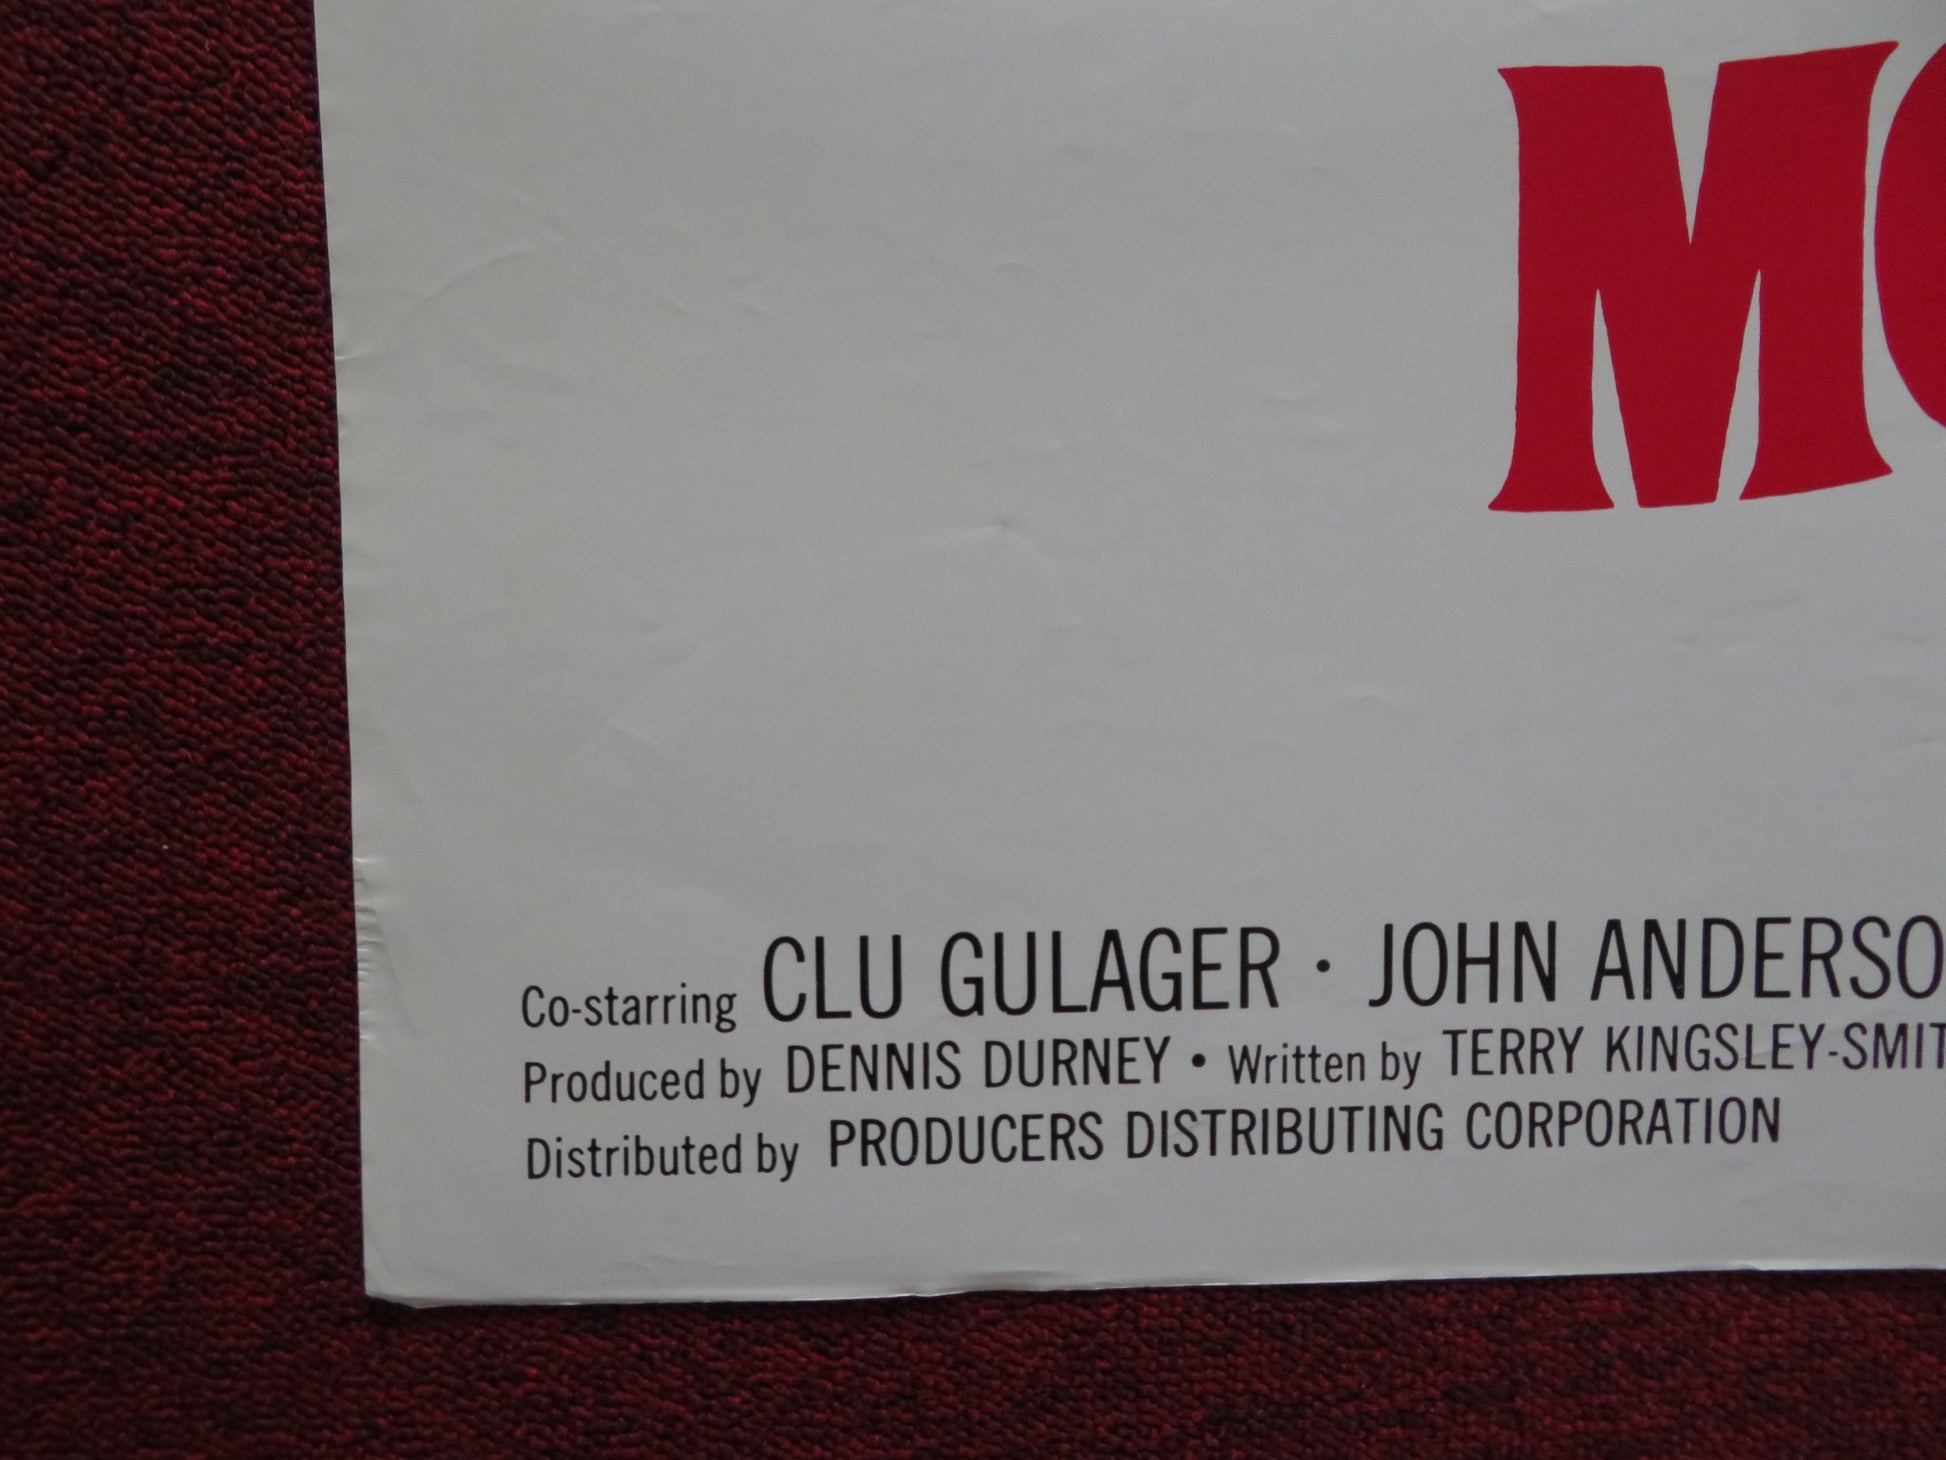 MO
Co-starring CLU GULAGER · JOHN ANDERSO
Produced by DENNIS DURNEY • Written by TERRY KINGSLEY-SMIT
Distributed by PRODUCERS DISTRIBUTING CORPORATION